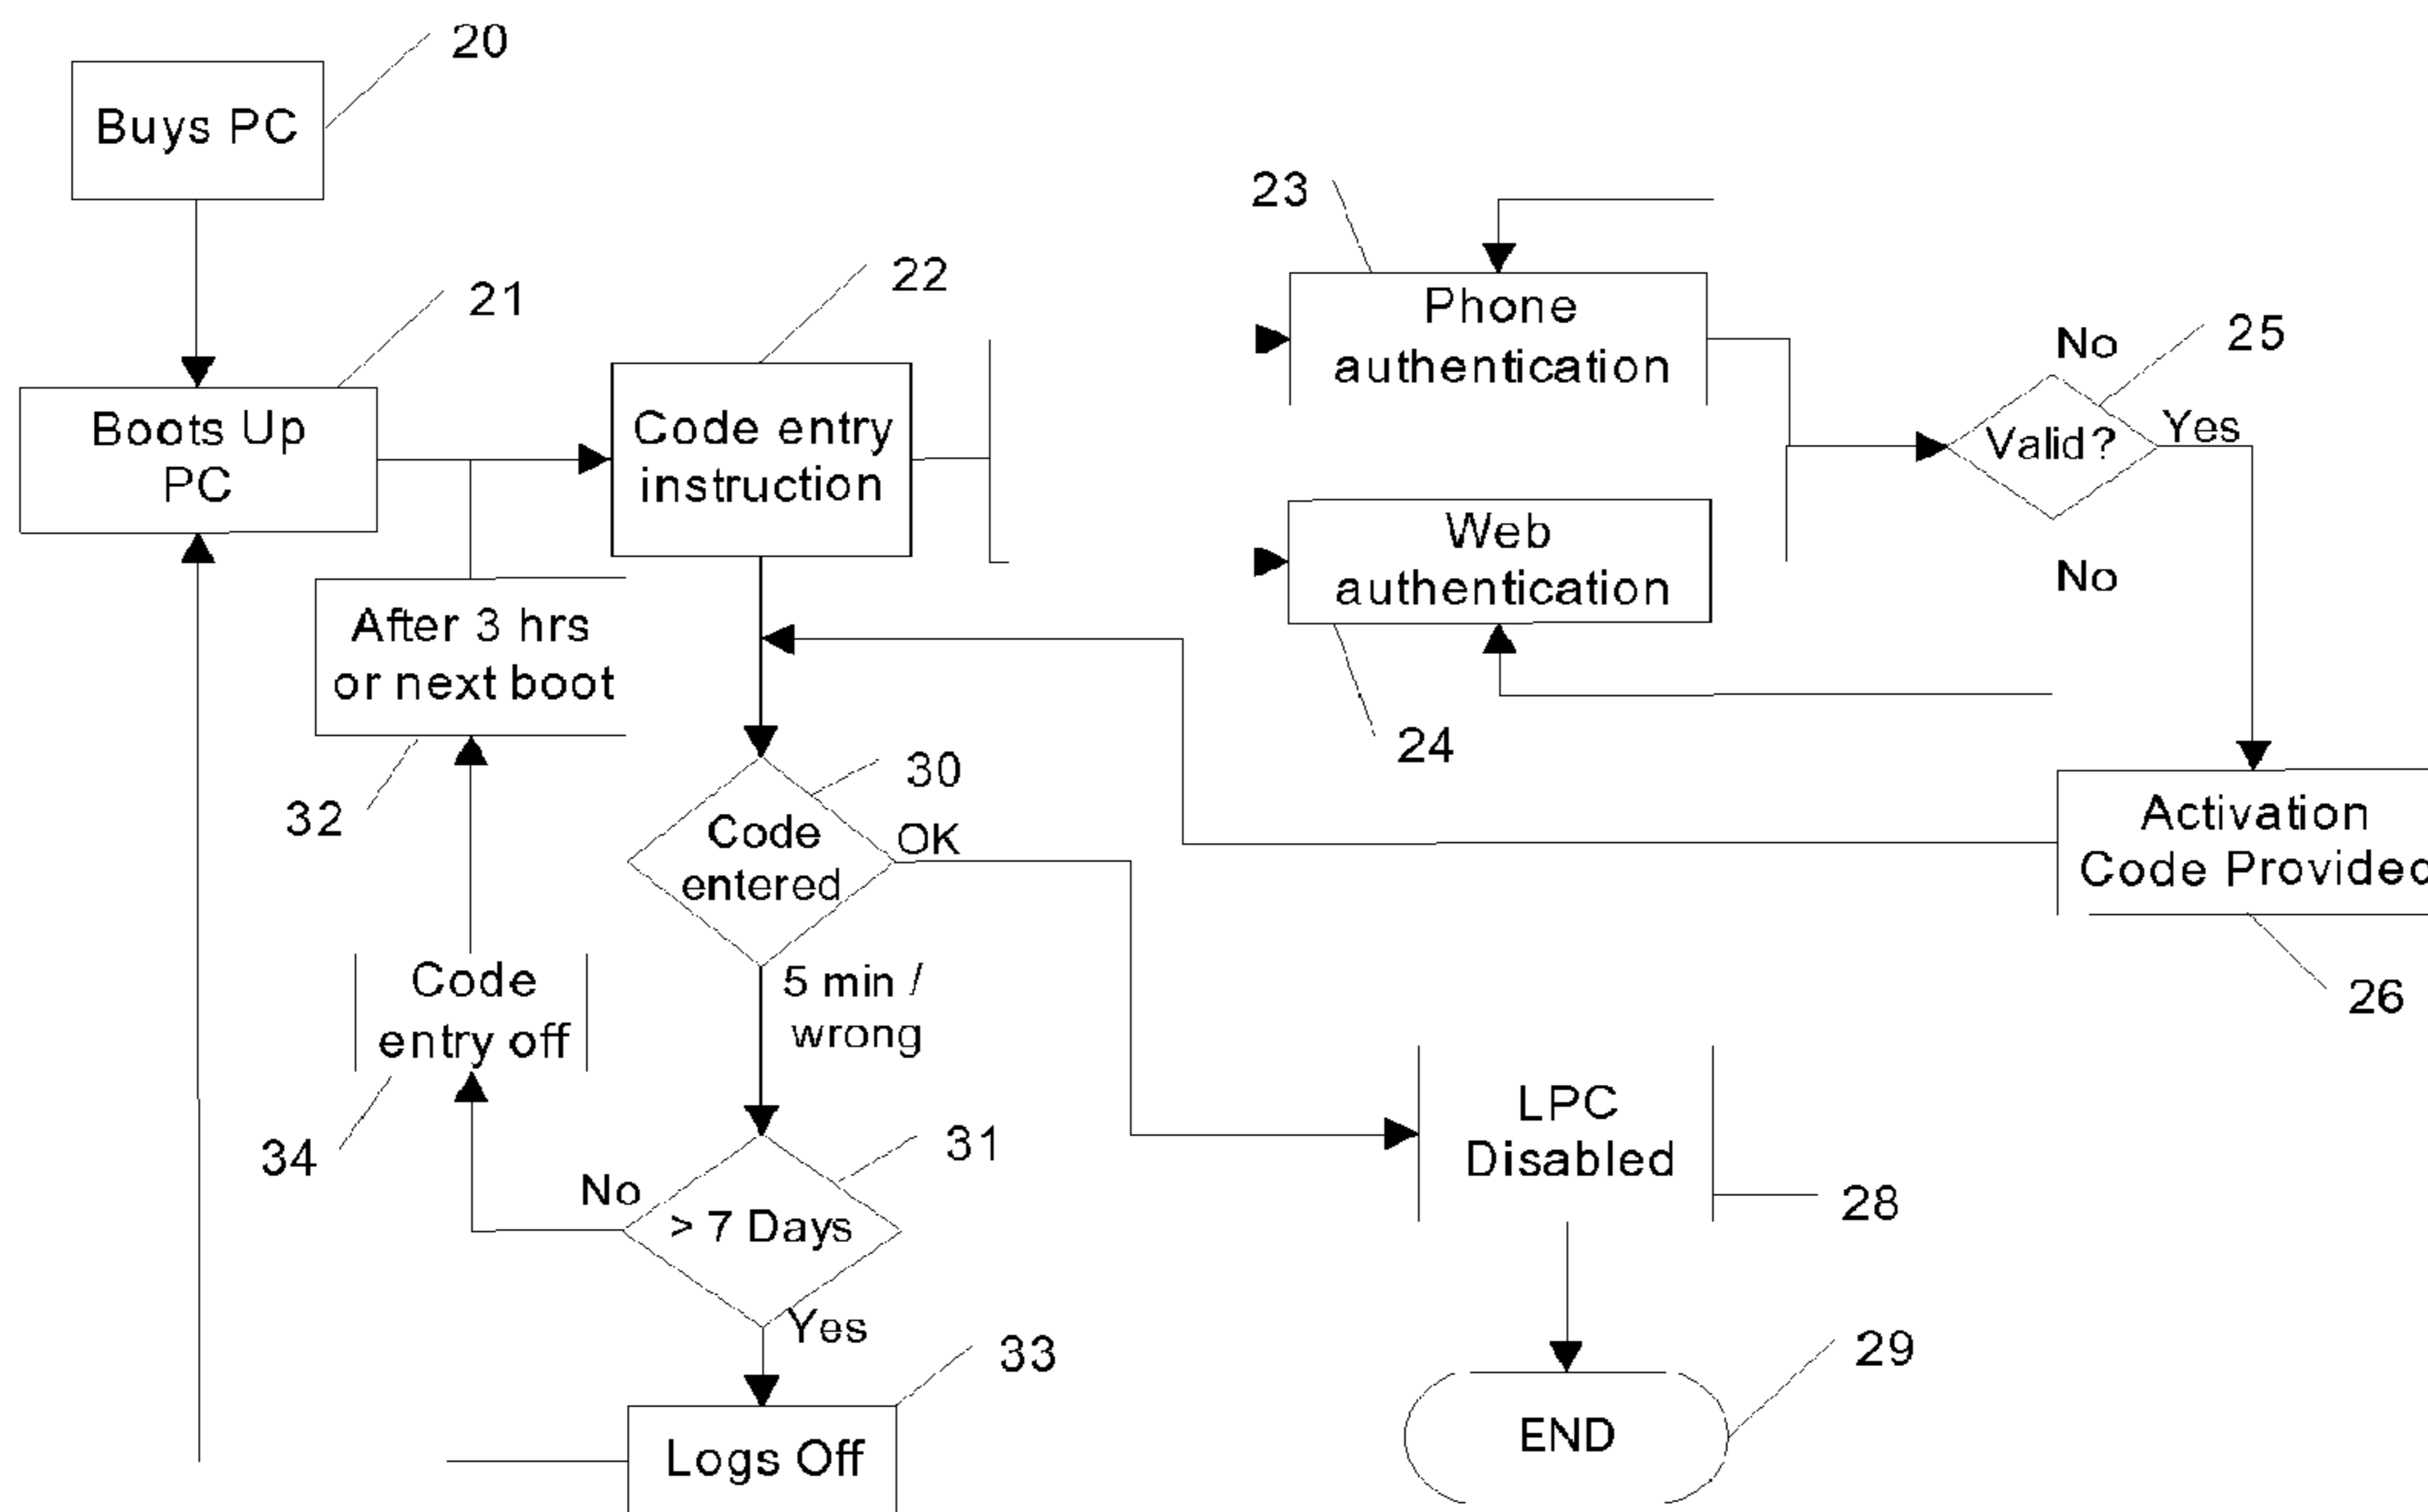 20
Buys PC
21
Boots Up
PC
22
Code entry
instruction
23
Phone
authentication
No
25
Valid?
Yes
No
Web
authentication
24
After 3 hrs
or next boot
32
30
Code
entered
OK
Activation
Code Provided
26
5 min /
wrong
Code
entry off
34
31
No
> 7 Days
Yes
LPC
Disabled
28
33
Logs Off
29
END